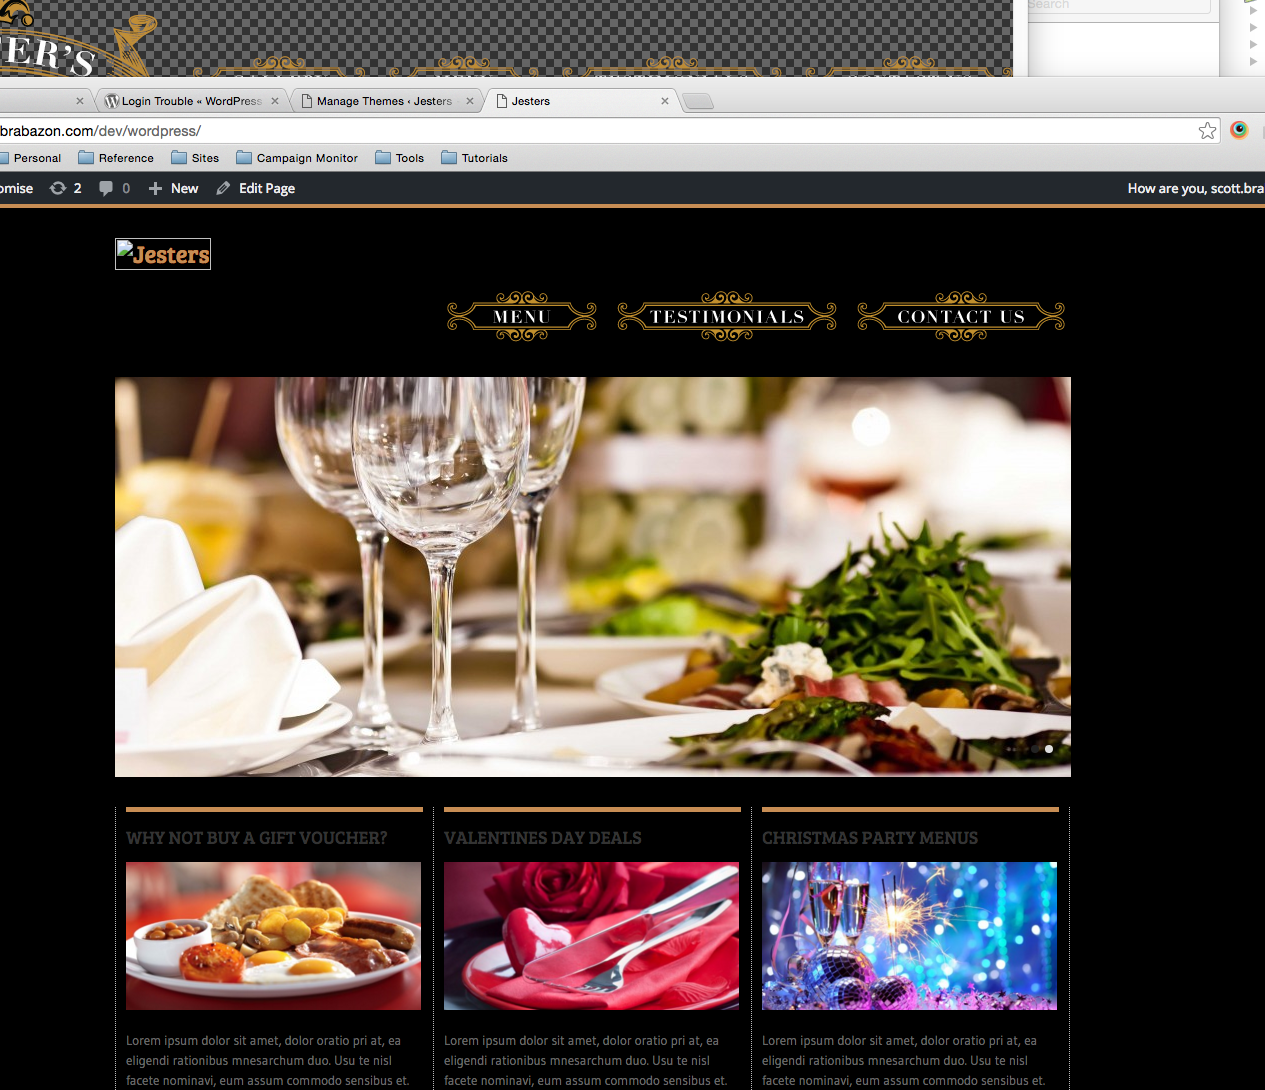 Search
ER'S
Login Trouble « WordPress
Manage Themes ‹ Jesters
Jesters
brabazon.com/dev/wordpress/
Personal
Reference
Sites
Campaign Monitor
Tools
Tutorials
omise
2
0
New
Edit Page
How are you, scott.bra
Jesters
MENU
TESTIMONIALS
CONTACT US
WHY NOT BUY A GIFT VOUCHER?
VALENTINES DAY DEALS
CHRISTMAS PARTY MENUS
Lorem ipsum dolor sit amet, dolor oratio pri at, ea
eligendi rationibus mnesarchum duo. Usu te nisl
facete nominavi, eum assum commodo sensibus et.
Lorem ipsum dolor sit amet, dolor oratio pri at, ea
eligendi rationibus mnesarchum duo. Usu te nisl
facete nominavi, eum assum commodo sensibus et.
Lorem ipsum dolor sit amet, dolor oratio pri at, ea
eligendi rationibus mnesarchum duo. Usu te nisl
facete nominavi, eum assum commodo sensibus et.